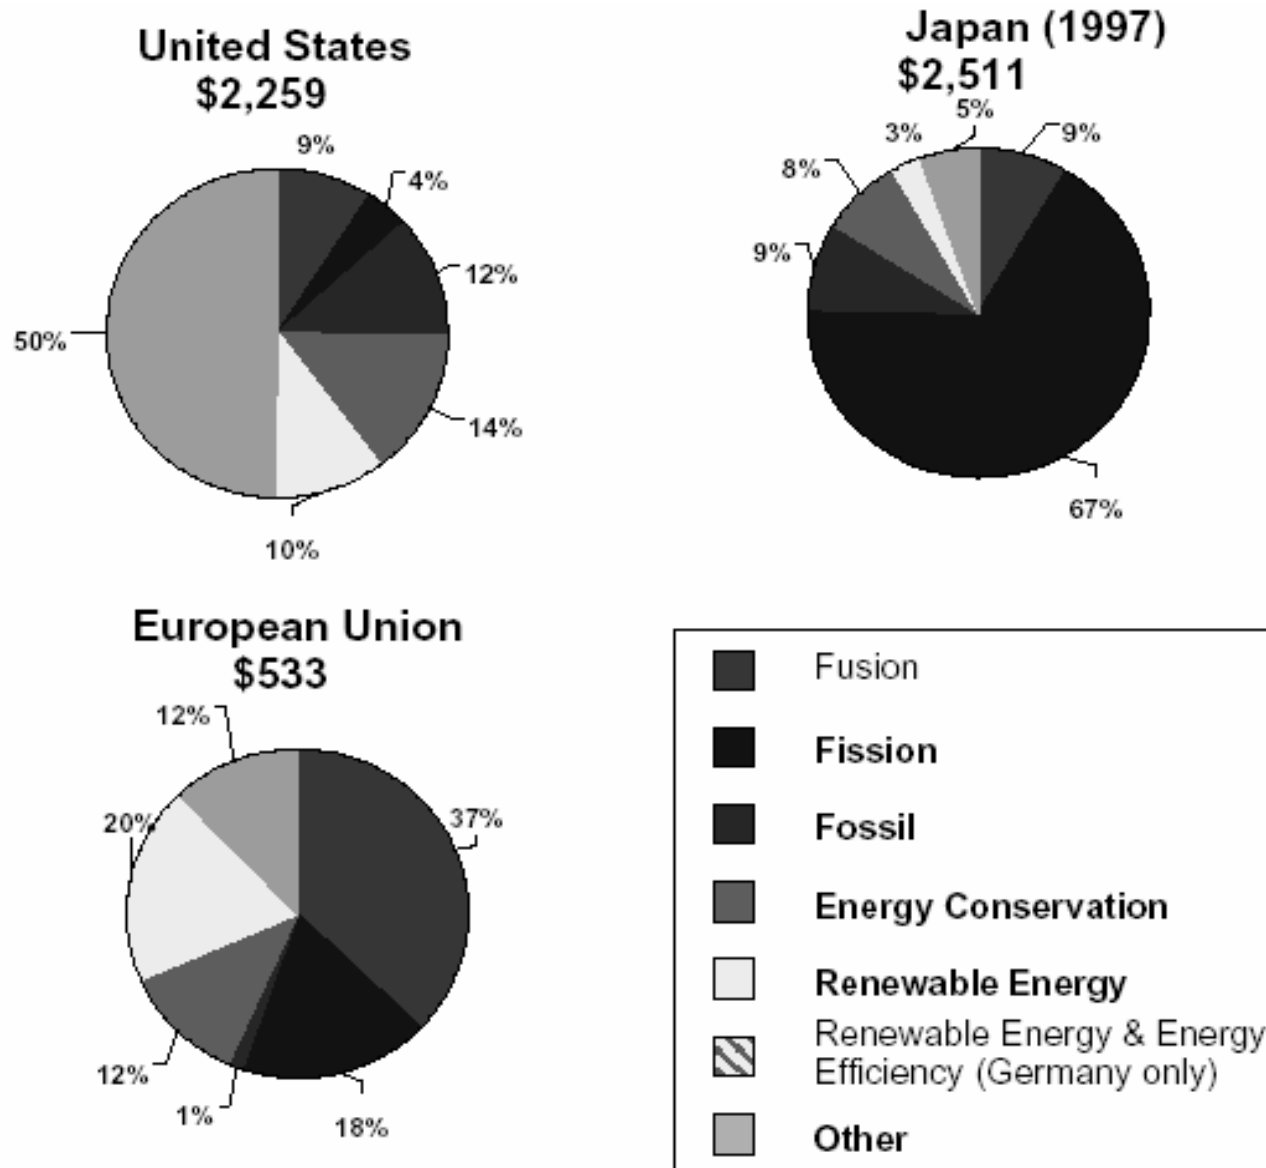 United States
$2,259
9%
4%
12%
14%
10%
50%
Japan (1997)
$2,511
5%
9%
3%
8%
9%
67%
European Union
$533
12%
37%
20%
12%
1%
18%
Fusion
Fission
Fossil
Energy Conservation
Renewable Energy
Renewable Energy & Energy
Efficiency (Germany only)
Other